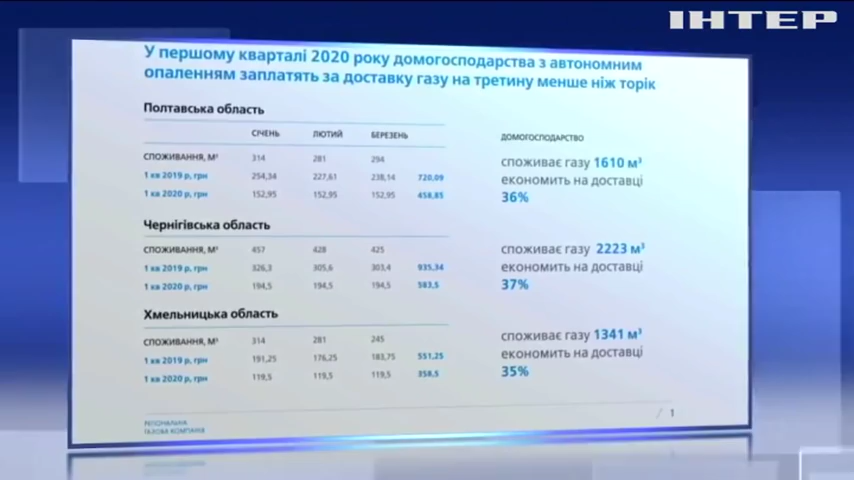 ІНТЕР
У першому кварталі 2020 року домогосподарства з автономним
опаленням заплатять за доставку газу на третину менше ніж торік
Полтавська область
СІЧЕНЬ ЛЮТИЙ БЕРЕЗЕНЬ
СПОЖИВАННЯ, М³ 314 281 294
1 кв 2019 р, грн 254,34 227,61 238,14 720,09
1 кв 2020 р, грн 152,95 152,95 152,95 458,85
ДОМОГОСПОДАРСТВО
споживає газу 1610 м³
економить на доставці
36%
Чернігівська область
СПОЖИВАННЯ, М³ 457 428 425
1 кв 2019 р, грн 326,3 305,6 303,4 935,34
1 кв 2020 р, грн 194,5 194,5 194,5 583,5
споживає газу 2223 м³
економить на доставці
37%
Хмельницька область
СПОЖИВАННЯ, М³ 314 281 245
1 кв 2019 р, грн 191,25 176,25 183,75 551,25
1 кв 2020 р, грн 119,5 119,5 119,5 358,5
споживає газу 1341 м³
економить на доставці
35%
РЕГІОНАЛЬНА
ГАЗОВА КОМПАНІЯ
/ 1